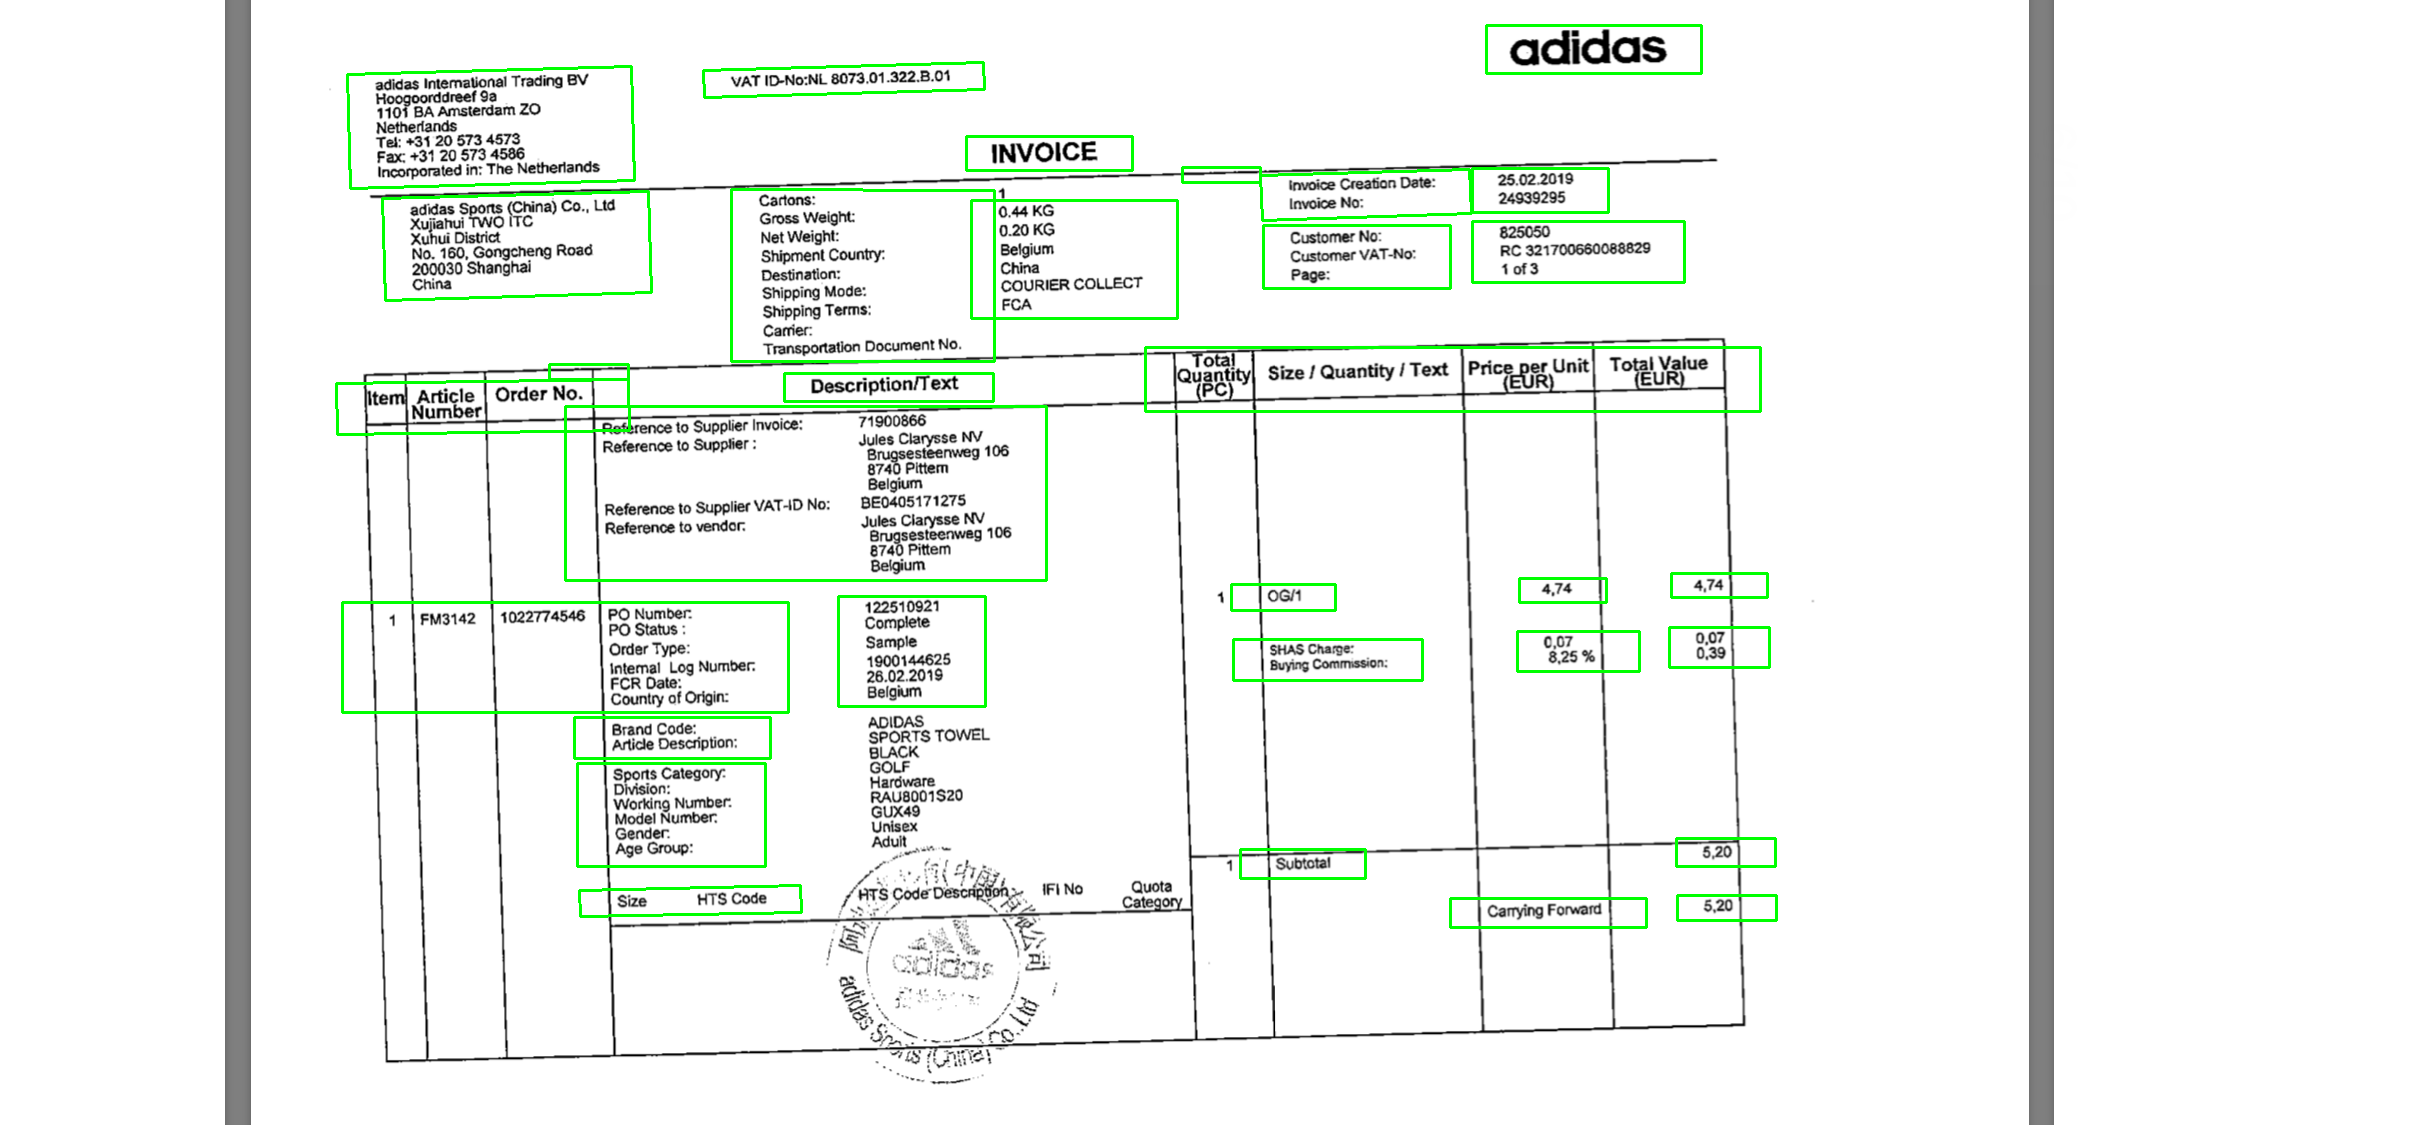 adidas
adidas International Trading BV
Hoogoorddreef 9a
1101 BA Amsterdam ZO
Netherlands
Tel: +31 20 573 4573
Fax: +31 20 573 4586
Incorporated in: The Netherlands
VAT ID-No:NL 8073.01.322.B.01
INVOICE
adidas Sports (China) Co., Ltd
Xujiahui TWO ITC
Xuhui District
No. 160, Gongcheng Road
200030 Shanghai
China
Cartons: 1
Gross Weight: 0.44 KG
Net Weight: 0.20 KG
Shipment Country: Belgium
Destination: China
Shipping Mode: COURIER COLLECT
Shipping Terms: FCA
Carrier:
Transportation Document No.
Invoice Creation Date: 25.02.2019
Invoice No: 24939295
Customer No: 825050
Customer VAT-No: RC 321700660088829
Page: 1 of 3
Item Article Number Order No. Description/Text Total Quantity (PC) Size / Quantity / Text Price per Unit (EUR) Total Value (EUR)
Reference to Supplier Invoice: 71900866
Reference to Supplier : Jules Clarysse NV
Brugsesteenweg 106
8740 Pittem
Belgium
Reference to Supplier VAT-ID No: BE0405171275
Reference to vendor: Jules Clarysse NV
Brugsesteenweg 106
8740 Pittem
Belgium
1 OG/1 4,74 4,74
1 FM3142 1022774546 PO Number: 122510921
PO Status : Complete
Order Type: Sample
SHAS Charge: 0,07 0,07
Buying Commission: 8,25 % 0,39
Internal Log Number: 1900144625
FCR Date: 26.02.2019
Country of Origin: Belgium
Brand Code: ADIDAS
Article Description: SPORTS TOWEL
BLACK
Sports Category: GOLF
Division: Hardware
Working Number: RAU8001S20
Model Number: GUX49
Gender: Unisex
Age Group: Adult
1 Subtotal 5,20
Size HTS Code HTS Code Description IFI No Quota Category
Carrying Forward 5,20
adidas
adidas Sports (China) Co., Ltd